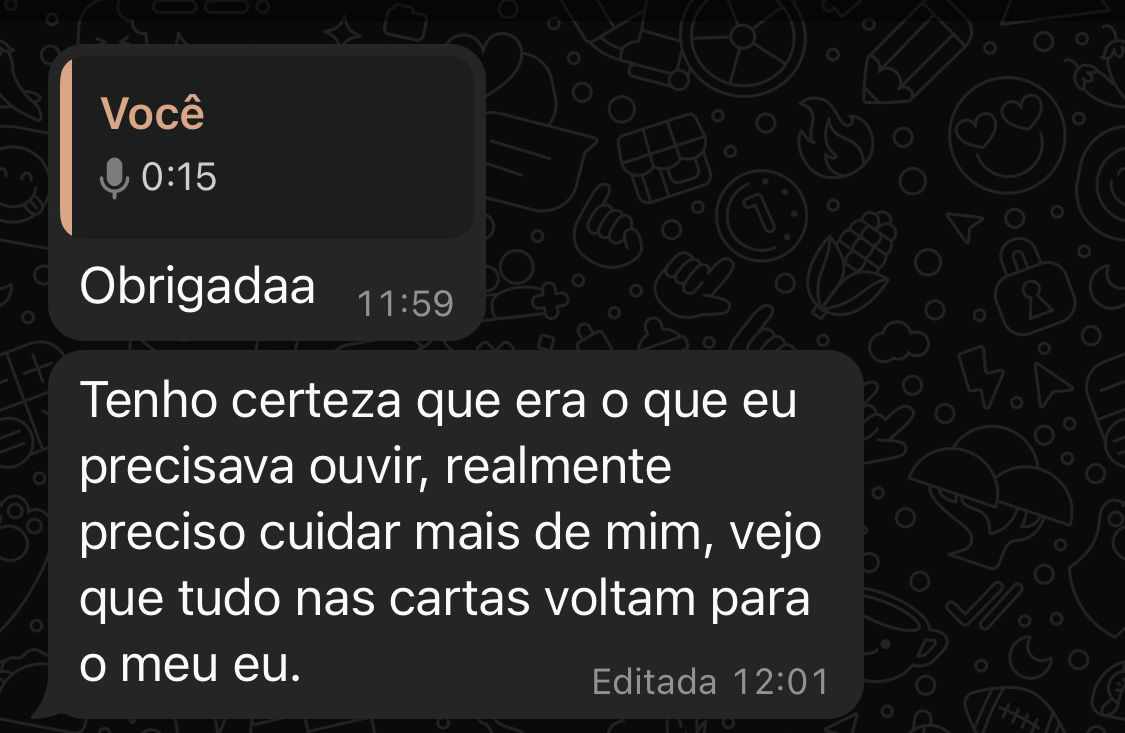 Você
0:15
Obrigadaa
11:59
Tenho certeza que era o que eu
precisava ouvir, realmente
preciso cuidar mais de mim, vejo
que tudo nas cartas voltam para
o meu eu.
Editada 12:01